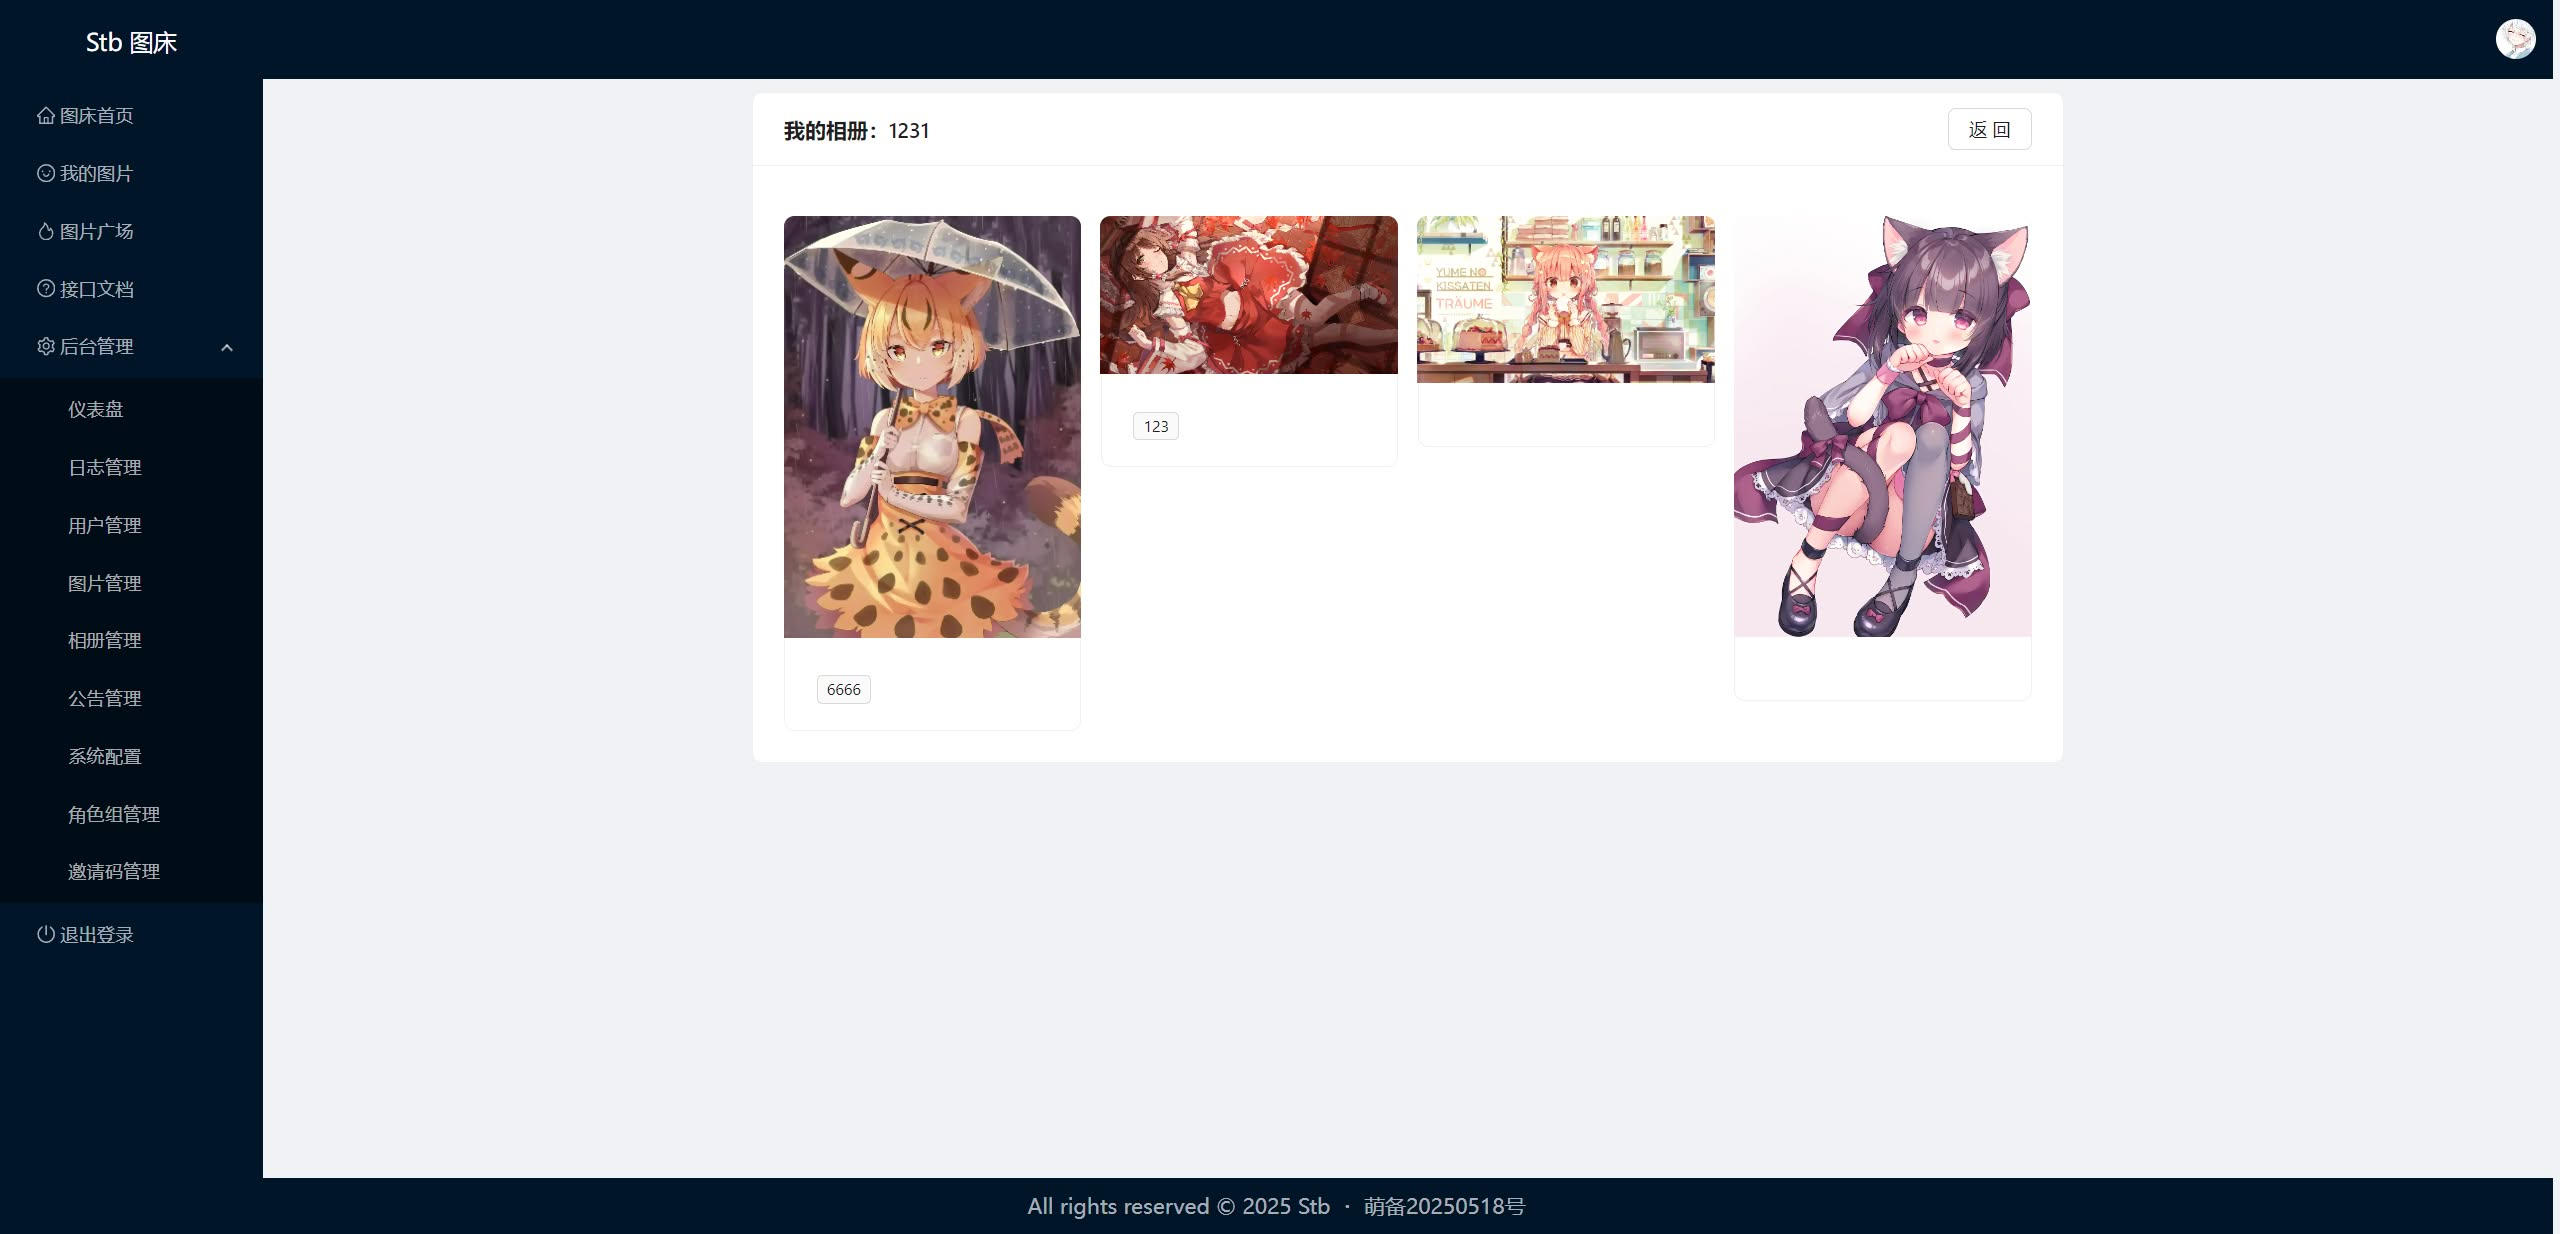 Stb 图床
图床首页
我的图片
图片广场
接口文档
后台管理
仪表盘
日志管理
用户管理
图片管理
相册管理
公告管理
系统配置
角色组管理
邀请码管理
退出登录
我的相册：1231
返 回
YUME NO
KISSATEN
TRÄUME
123
6666
All rights reserved © 2025 Stb · 萌备20250518号